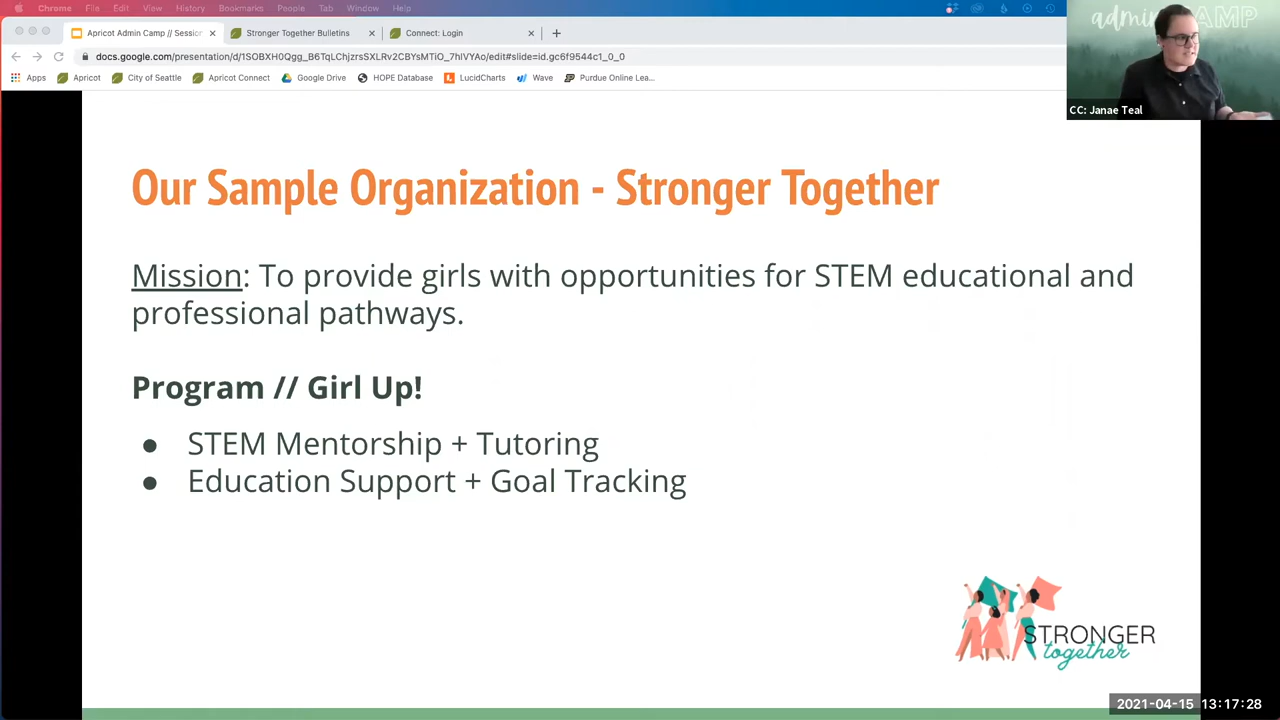 Chrome File Edit View History Bookmarks People Tab Window Help
Apricot Admin Camp // Session
Stronger Together Bulletins
Connect: Login
docs.google.com/presentation/d/1SOBXH0Qgg_B6TqLChjzrsSXLRv2CBYsMTiO_7hIVYAo/edit#slide=id.gc6f9544c1_0_0
Apps Apricot City of Seattle Apricot Connect Google Drive HOPE Database LucidCharts Wave Purdue Online Lea...
CC: Janae Teal
Our Sample Organization - Stronger Together
Mission: To provide girls with opportunities for STEM educational and
professional pathways.
Program // Girl Up!
● STEM Mentorship + Tutoring
● Education Support + Goal Tracking
STRONGER
together
2021-04-15 13:17:28